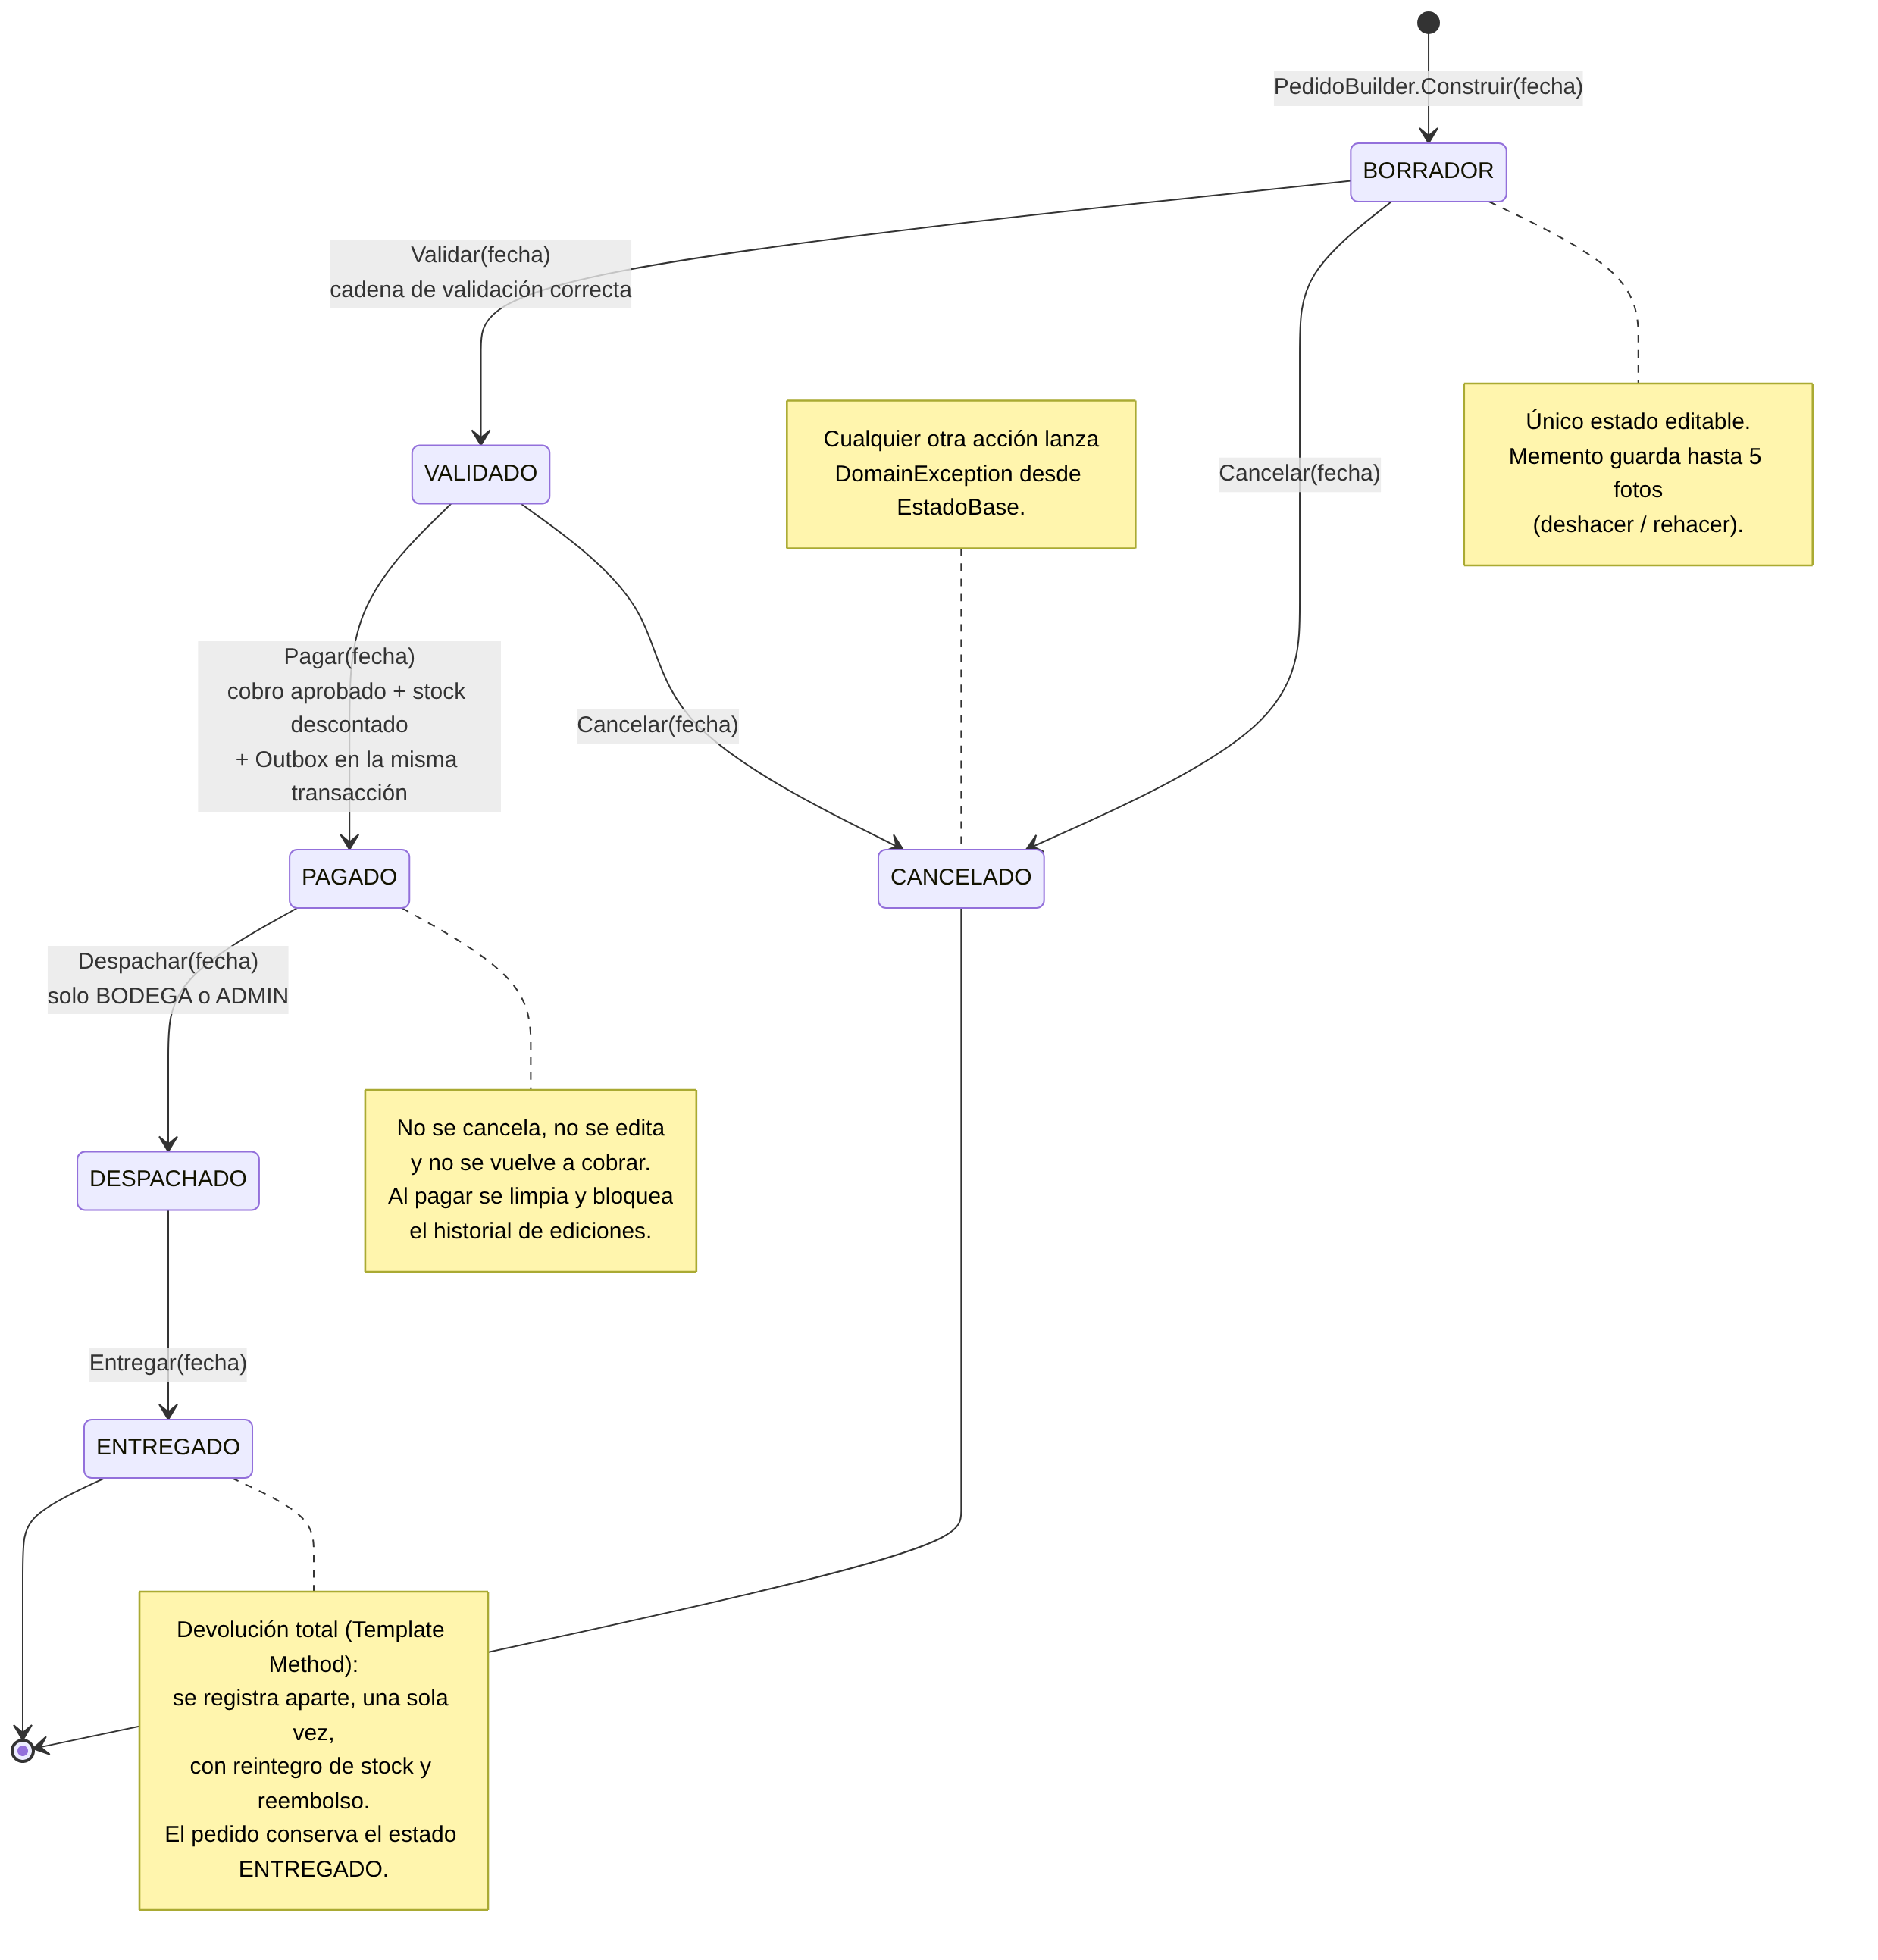 PedidoBuilder.Construir(fecha)
BORRADOR
Validar(fecha)
cadena de validación correcta
VALIDADO
Cualquier otra acción lanza
DomainException desde
EstadoBase.
Cancelar(fecha)
Único estado editable.
Memento guarda hasta 5
fotos
(deshacer / rehacer).
Pagar(fecha)
cobro aprobado + stock
descontado
+ Outbox en la misma
transacción
Cancelar(fecha)
PAGADO
CANCELADO
Despachar(fecha)
solo BODEGA o ADMIN
No se cancela, no se edita
y no se vuelve a cobrar.
Al pagar se limpia y bloquea
el historial de ediciones.
DESPACHADO
Entregar(fecha)
ENTREGADO
Devolución total (Template
Method):
se registra aparte, una sola
vez,
con reintegro de stock y
reembolso.
El pedido conserva el estado
ENTREGADO.